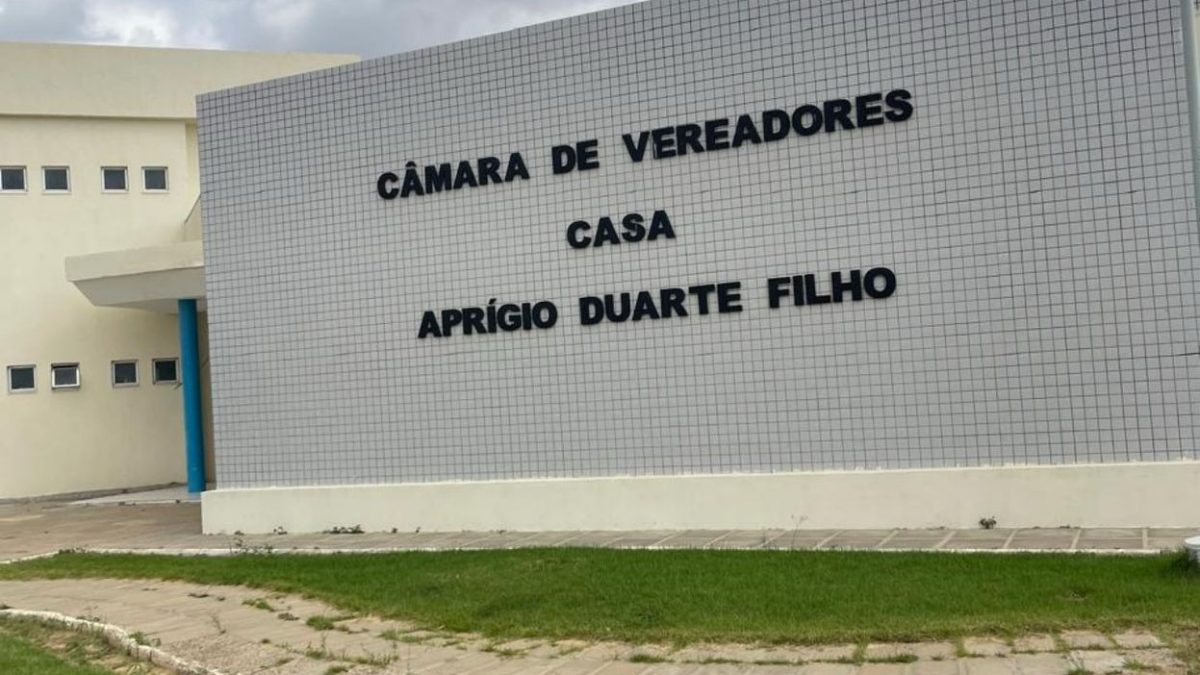 CÂMARA DE VEREADORES
CASA
APRÍGIO DUARTE FILHO